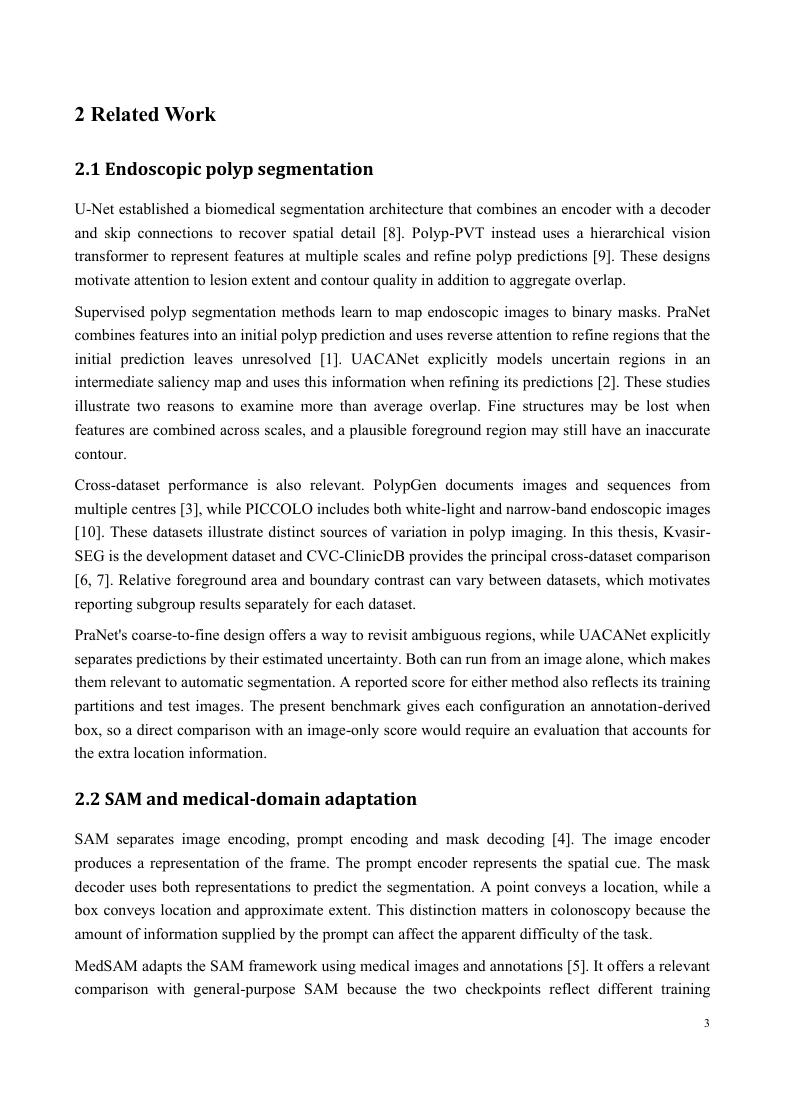 2 Related Work
2.1 Endoscopic polyp segmentation
U-Net established a biomedical segmentation architecture that combines an encoder with a decoder
and skip connections to recover spatial detail [8]. Polyp-PVT instead uses a hierarchical vision
transformer to represent features at multiple scales and refine polyp predictions [9]. These designs
motivate attention to lesion extent and contour quality in addition to aggregate overlap.
Supervised polyp segmentation methods learn to map endoscopic images to binary masks. PraNet
combines features into an initial polyp prediction and uses reverse attention to refine regions that the
initial prediction leaves unresolved [1]. UACANet explicitly models uncertain regions in an
intermediate saliency map and uses this information when refining its predictions [2]. These studies
illustrate two reasons to examine more than average overlap. Fine structures may be lost when
features are combined across scales, and a plausible foreground region may still have an inaccurate
contour.
Cross-dataset performance is also relevant. PolypGen documents images and sequences from
multiple centres [3], while PICCOLO includes both white-light and narrow-band endoscopic images
[10]. These datasets illustrate distinct sources of variation in polyp imaging. In this thesis, Kvasir-
SEG is the development dataset and CVC-ClinicDB provides the principal cross-dataset comparison
[6, 7]. Relative foreground area and boundary contrast can vary between datasets, which motivates
reporting subgroup results separately for each dataset.
PraNet's coarse-to-fine design offers a way to revisit ambiguous regions, while UACANet explicitly
separates predictions by their estimated uncertainty. Both can run from an image alone, which makes
them relevant to automatic segmentation. A reported score for either method also reflects its training
partitions and test images. The present benchmark gives each configuration an annotation-derived
box, so a direct comparison with an image-only score would require an evaluation that accounts for
the extra location information.
2.2 SAM and medical-domain adaptation
SAM separates image encoding, prompt encoding and mask decoding [4]. The image encoder
produces a representation of the frame. The prompt encoder represents the spatial cue. The mask
decoder uses both representations to predict the segmentation. A point conveys a location, while a
box conveys location and approximate extent. This distinction matters in colonoscopy because the
amount of information supplied by the prompt can affect the apparent difficulty of the task.
MedSAM adapts the SAM framework using medical images and annotations [5]. It offers a relevant
comparison with general-purpose SAM because the two checkpoints reflect different training
3